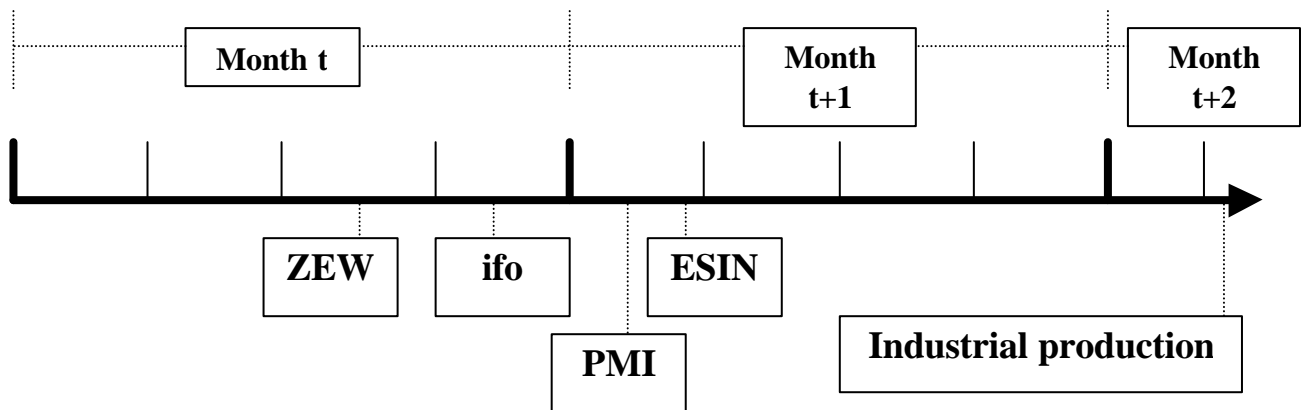 Month t
Month
t+1
Month
t+2
ZEW
ifo
ESIN
PMI
Industrial production